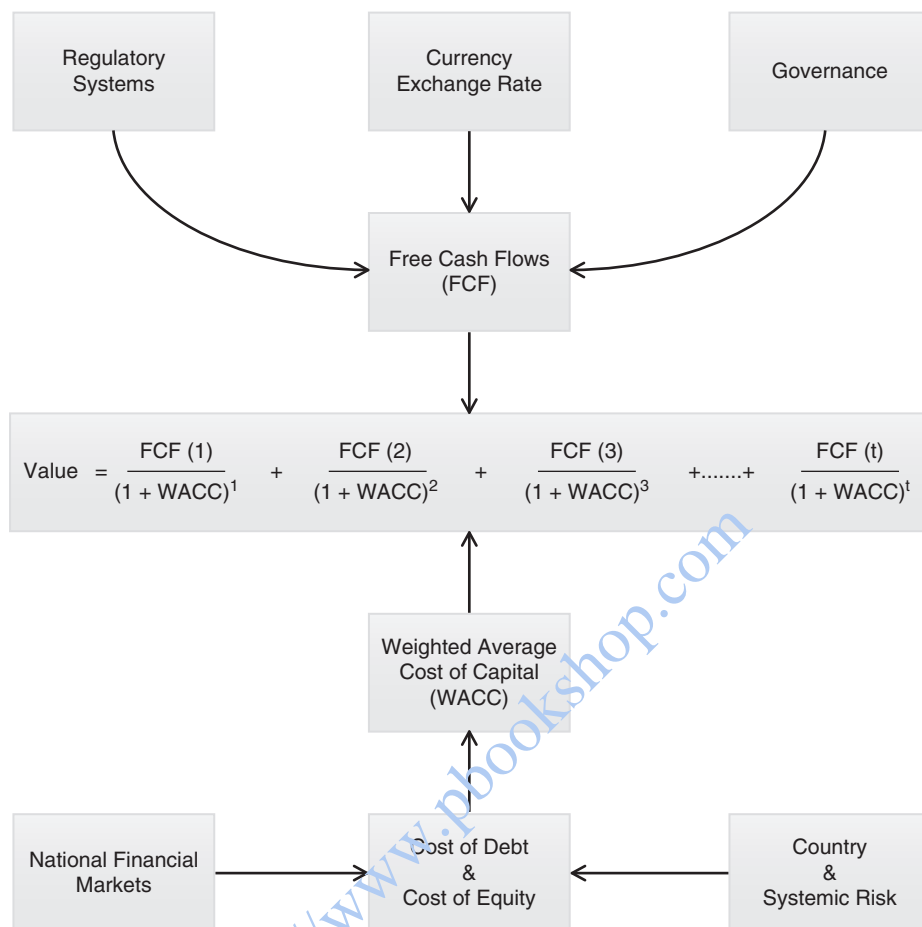 Regulatory
Systems
Currency
Exchange Rate
Governance
Free Cash Flows
(FCF)
Value = FCF (1) / (1 + WACC)^1 + FCF (2) / (1 + WACC)^2 + FCF (3) / (1 + WACC)^3 +.......+ FCF (t) / (1 + WACC)^t
Weighted Average
Cost of Capital
(WACC)
National Financial
Markets
Cost of Debt
&
Cost of Equity
Country
&
Systemic Risk
//www.pbookshop.com